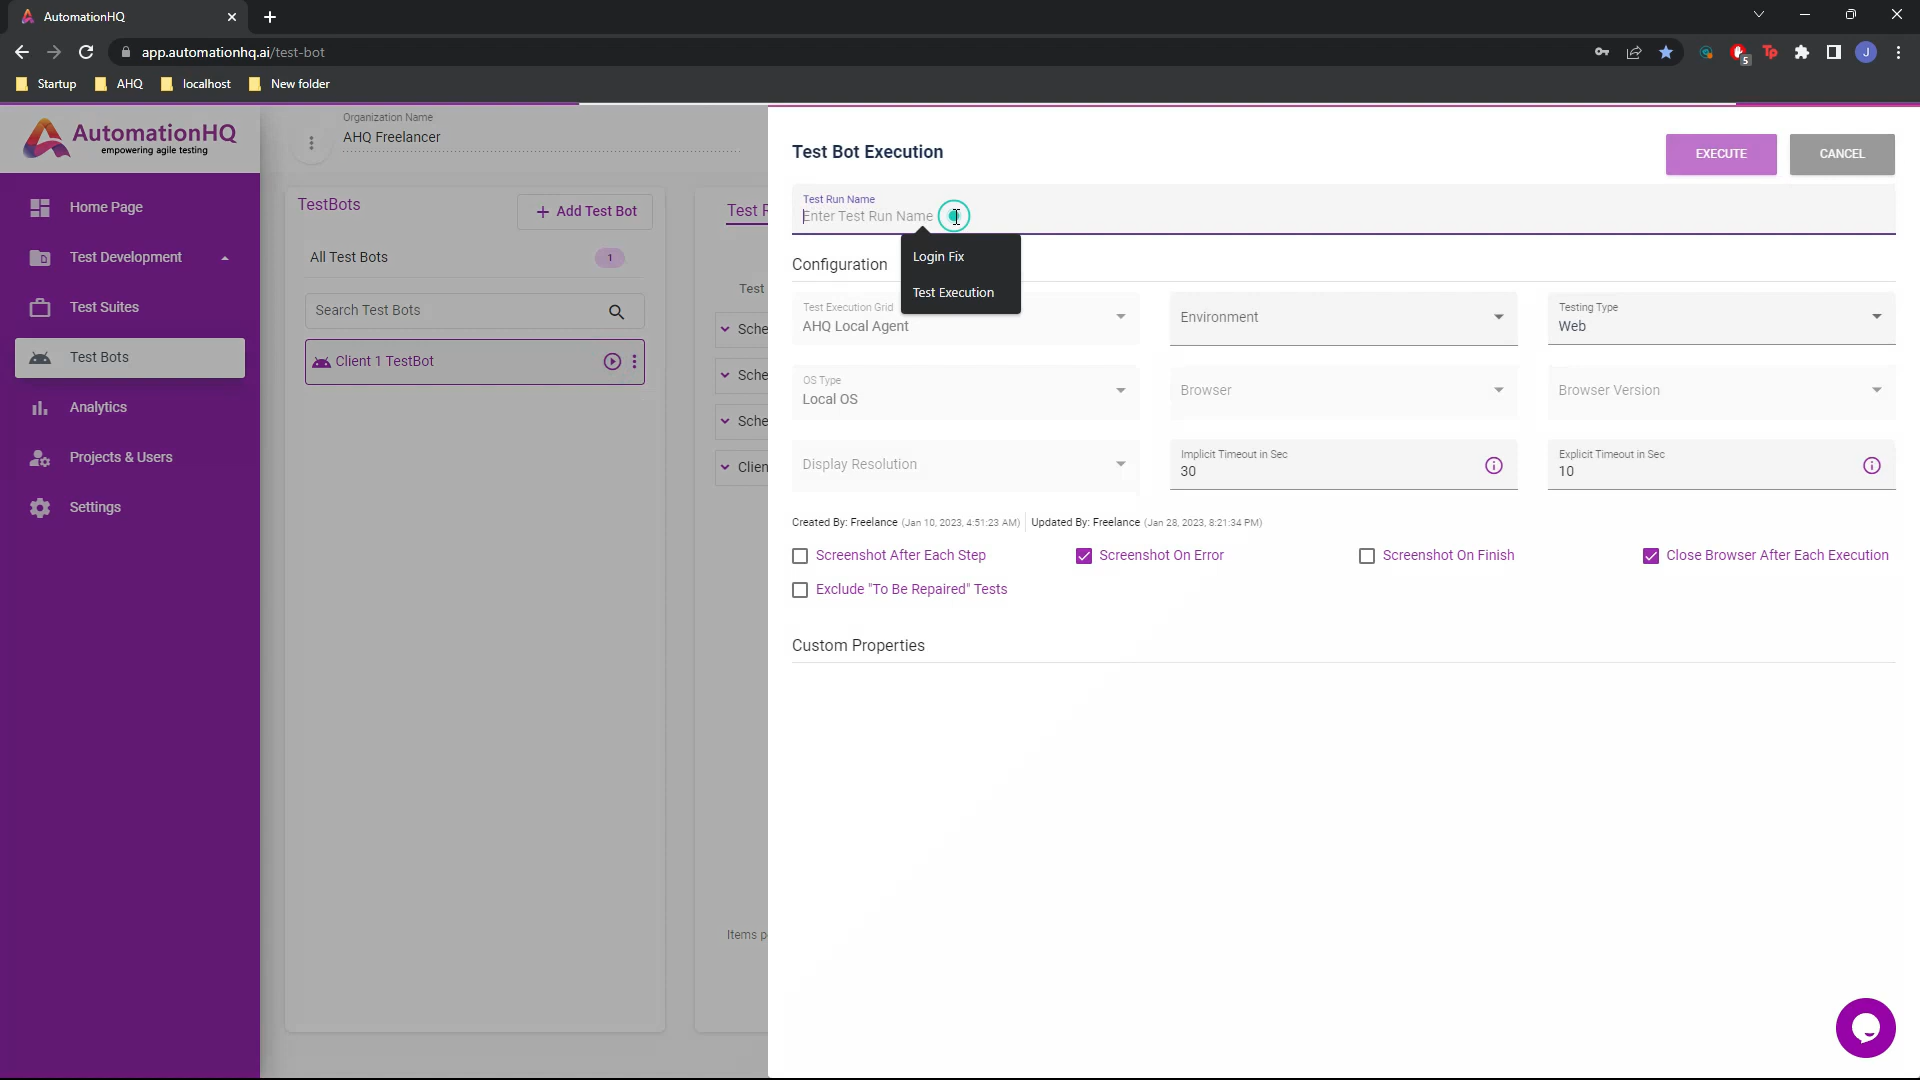 AutomationHQ
app.automationhq.ai/test-bot
5
J
Startup
AHQ
localhost
New folder
AutomationHQ
empowering agile testing
Home Page
Test Development
Test Suites
Test Bots
Analytics
Projects & Users
Settings
Organization Name
AHQ Freelancer
TestBots
Add Test Bot
All Test Bots
1
Search Test Bots
Client 1 TestBot
Test R
Test
Sche
Sche
Sche
Clien
Items p
Test Bot Execution
EXECUTE
CANCEL
Test Run Name
Enter Test Run Name
Login Fix
Test Execution
Configuration
Test Execution Grid
AHQ Local Agent
Environment
Testing Type
Web
OS Type
Local OS
Browser
Browser Version
Display Resolution
Implicit Timeout in Sec
30
Explicit Timeout in Sec
10
Created By: Freelance (Jan 10, 2023, 4:51:23 AM)
Updated By: Freelance (Jan 28, 2023, 8:21:34 PM)
Screenshot After Each Step
Screenshot On Error
Screenshot On Finish
Close Browser After Each Execution
Exclude "To Be Repaired" Tests
Custom Properties